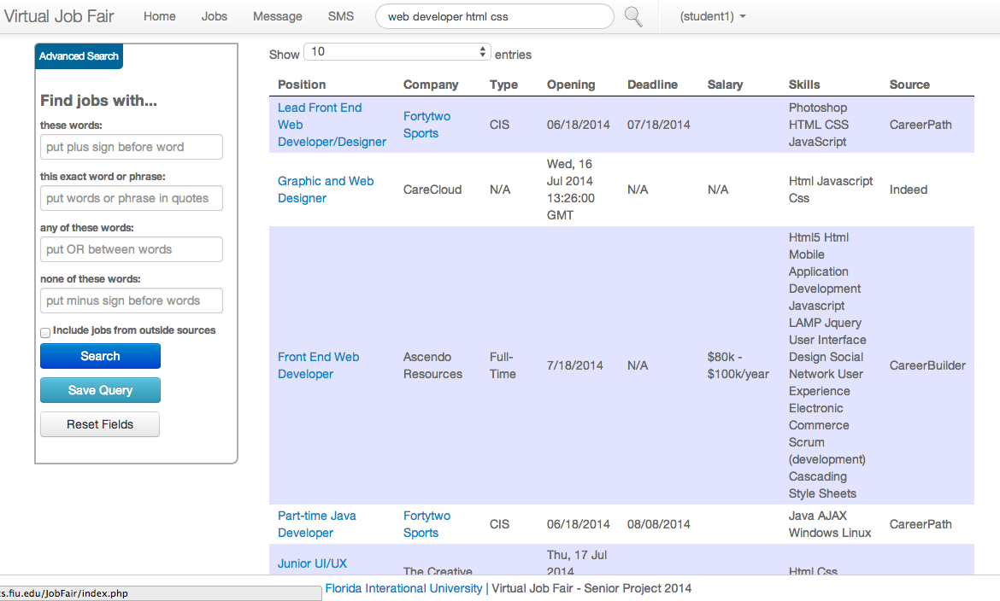 Virtual Job Fair Home Jobs Message SMS web developer html css (student1)
Advanced Search
Find jobs with...
these words:
put plus sign before word
this exact word or phrase:
put words or phrase in quotes
any of these words:
put OR between words
none of these words:
put minus sign before words
Include jobs from outside sources
Search
Save Query
Reset Fields
Show 10 entries
Position Company Type Opening Deadline Salary Skills Source
Lead Front End
Web
Developer/Designer
Fortytwo
Sports
CIS
06/18/2014
07/18/2014
Photoshop
HTML CSS
JavaScript
CareerPath
Graphic and Web
Designer
CareCloud
N/A
Wed, 16
Jul 2014
13:26:00
GMT
N/A
N/A
Html Javascript
Css
Indeed
Front End Web
Developer
Ascendo
Resources
Full-
Time
7/18/2014
N/A
$80k -
$100k/year
Html5 Html
Mobile
Application
Development
Javascript
LAMP Jquery
User Interface
Design Social
Network User
Experience
Electronic
Commerce
Scrum
(development)
Cascading
Style Sheets
CareerBuilder
Part-time Java
Developer
Fortytwo
Sports
CIS
06/18/2014
08/08/2014
Java AJAX
Windows Linux
CareerPath
Junior UI/UX
The Creative
Thu, 17 Jul
2014
Html Css
cs.fiu.edu/JobFair/index.php
Florida Interational University | Virtual Job Fair - Senior Project 2014